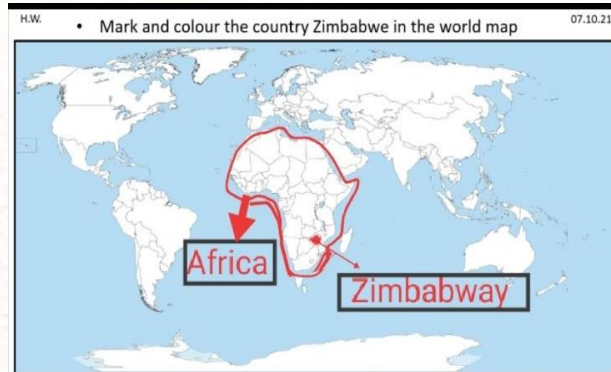 H.W.
• Mark and colour the country Zimbabwe in the world map
07.10.21
Africa
Zimbabway